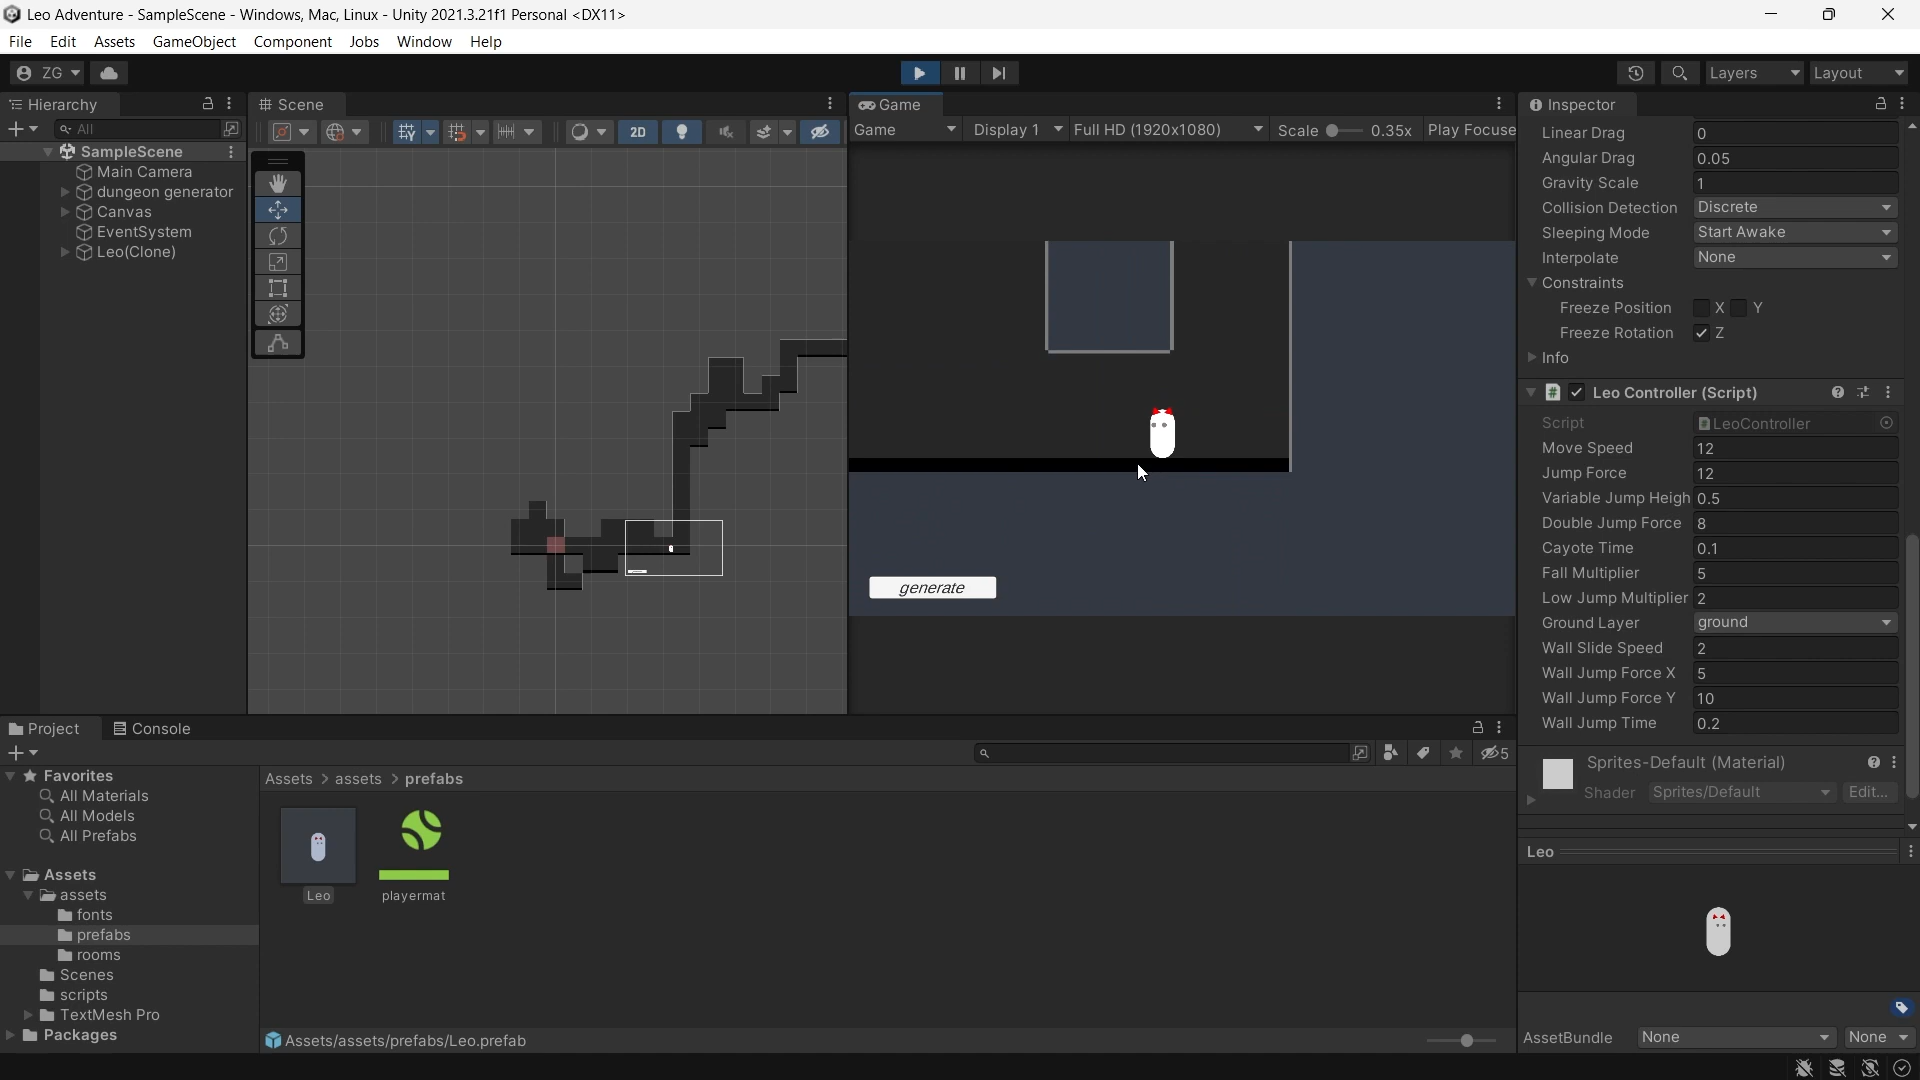 Leo Adventure - SampleScene - Windows, Mac, Linux - Unity 2021.3.21f1 Personal <DX11>
File Edit Assets GameObject Component Jobs Window Help
ZG
Layers
Layout
Hierarchy
All
SampleScene
Main Camera
dungeon generator
Canvas
EventSystem
Leo(Clone)
Scene
2D
Game
Game
Display 1
Full HD (1920x1080)
Scale
0.35x
Play Focuse
generate
Inspector
Linear Drag 0
Angular Drag 0.05
Gravity Scale 1
Collision Detection Discrete
Sleeping Mode Start Awake
Interpolate None
Constraints
Freeze Position X Y
Freeze Rotation Z
Info
Leo Controller (Script)
Script LeoController
Move Speed 12
Jump Force 12
Variable Jump Heigh 0.5
Double Jump Force 8
Cayote Time 0.1
Fall Multiplier 5
Low Jump Multiplier 2
Ground Layer ground
Wall Slide Speed 2
Wall Jump Force X 5
Wall Jump Force Y 10
Wall Jump Time 0.2
Sprites-Default (Material)
Shader Sprites/Default Edit...
Leo
AssetBundle None None
Project
Console
5
Favorites
All Materials
All Models
All Prefabs
Assets
assets
fonts
prefabs
rooms
Scenes
scripts
TextMesh Pro
Packages
Assets > assets > prefabs
Leo
playermat
Assets/assets/prefabs/Leo.prefab